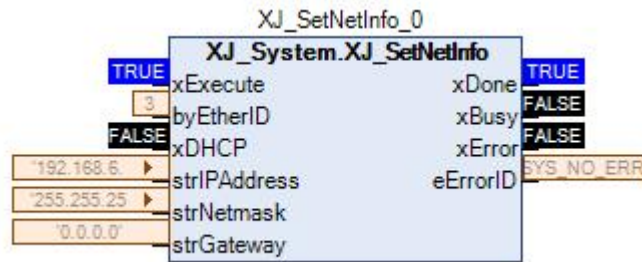 XJ_SetNetInfo_0
XJ_System.XJ_SetNetInfo
TRUE xExecute xDone TRUE
3 byEtherID xBusy FALSE
FALSE xDHCP xError FALSE
'192.168.6. strIPAddress eErrorID SYS_NO_ERR
'255.255.25 strNetmask
'0.0.0.0' strGateway